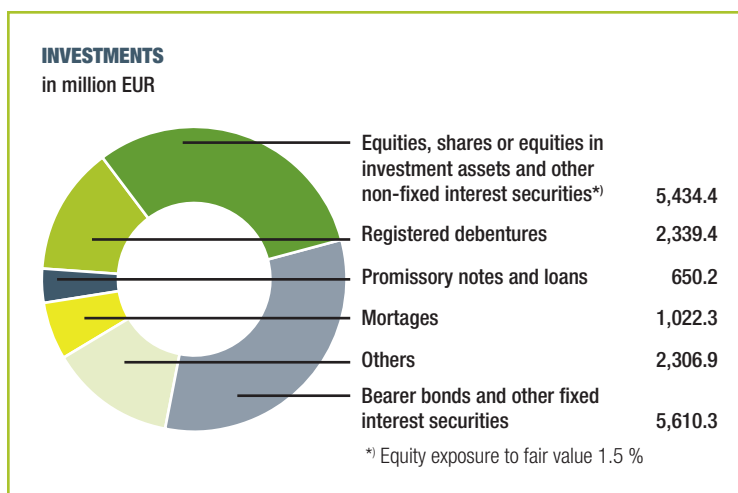 INVESTMENTS
in million EUR
Equities, shares or equities in
investment assets and other
non-fixed interest securities*) 5,434.4
Registered debentures 2,339.4
Promissory notes and loans 650.2
Mortages 1,022.3
Others 2,306.9
Bearer bonds and other fixed
interest securities 5,610.3
*) Equity exposure to fair value 1.5 %